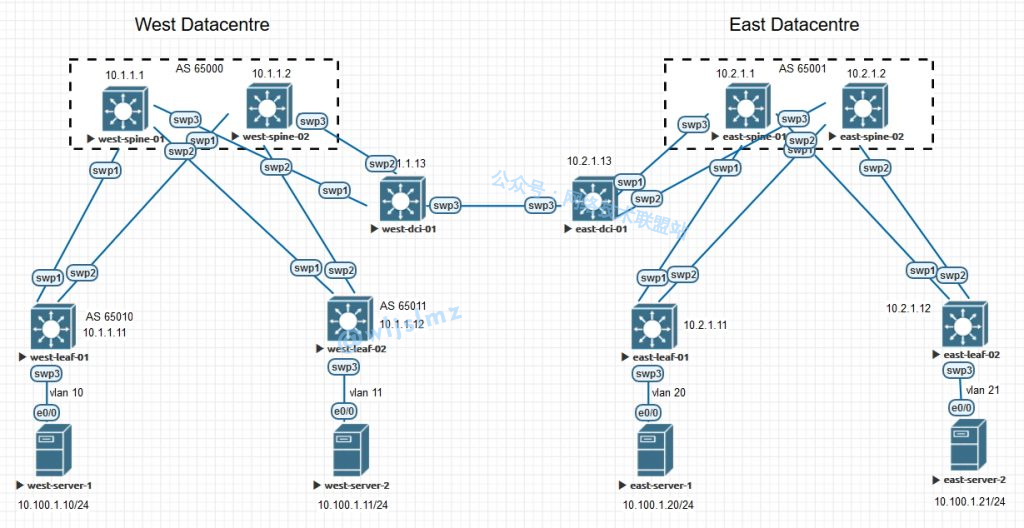 West Datacentre
East Datacentre
AS 65000
10.1.1.1
10.1.1.2
west-spine-01
west-spine-02
swp3
swp3
swp1
swp2
swp1
swp2
swp1
swp2
1.1.13
swp3
west-dci-01
swp1
swp2
swp1
swp2
AS 65010
10.1.1.11
west-leaf-01
AS 65011
10.1.1.12
west-leaf-02
swp3
vlan 10
e0/0
swp3
vlan 11
e0/0
west-server-1
10.100.1.10/24
west-server-2
10.100.1.11/24
AS 65001
10.2.1.1
10.2.1.2
east-spine-01
east-spine-02
swp3
swp3
swp2
swp1
swp1
swp2
10.2.1.13
swp1
swp2
swp3
east-dci-01
swp1
swp2
swp1
swp2
10.2.1.11
east-leaf-01
10.2.1.12
east-leaf-02
swp3
vlan 20
e0/0
swp3
vlan 21
e0/0
east-server-1
10.100.1.20/24
east-server-2
10.100.1.21/24
公众号：网络技术联盟站
@wljslmz